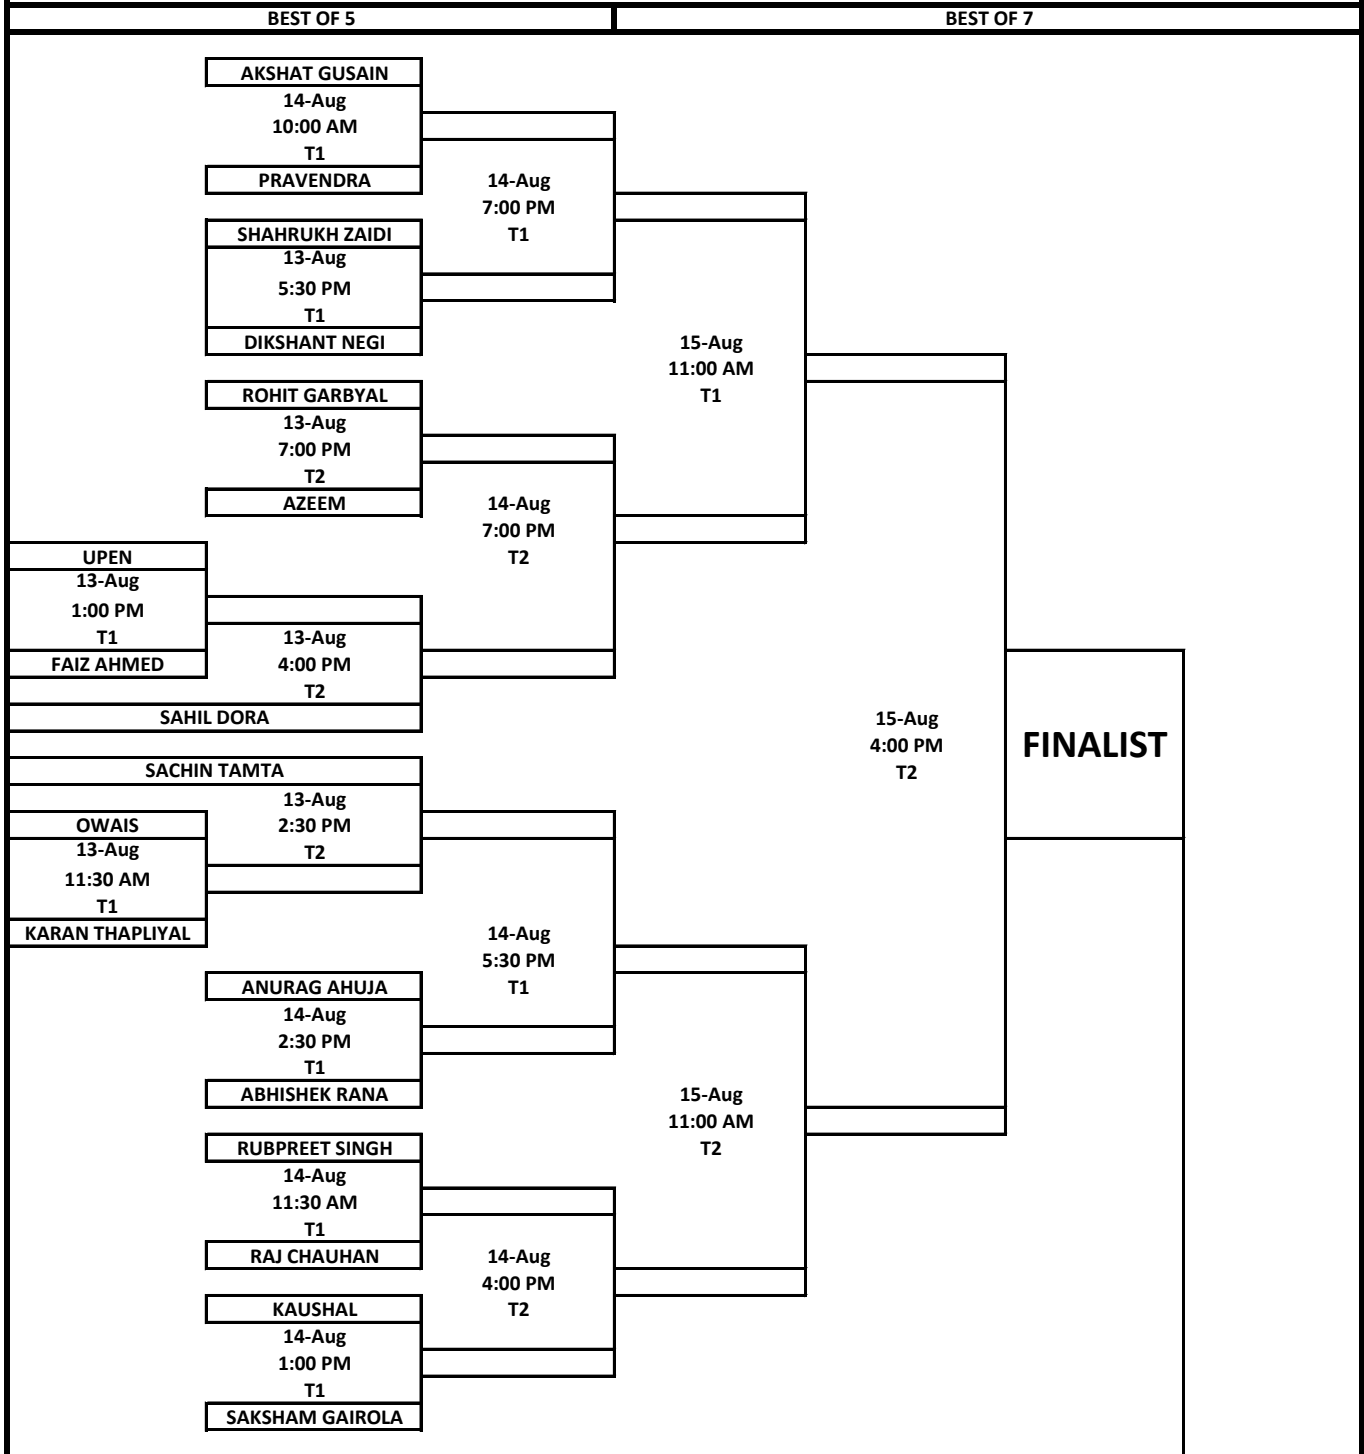 BEST OF 5
BEST OF 7
AKSHAT GUSAIN
14-Aug
10:00 AM
T1
PRAVENDRA
14-Aug
7:00 PM
T1
SHAHRUKH ZAIDI
13-Aug
5:30 PM
T1
DIKSHANT NEGI
15-Aug
11:00 AM
T1
ROHIT GARBYAL
13-Aug
7:00 PM
T2
AZEEM
14-Aug
7:00 PM
T2
UPEN
13-Aug
1:00 PM
T1
FAIZ AHMED
13-Aug
4:00 PM
T2
SAHIL DORA
15-Aug
4:00 PM
T2
FINALIST
SACHIN TAMTA
13-Aug
2:30 PM
T2
OWAIS
13-Aug
11:30 AM
T1
KARAN THAPLIYAL
14-Aug
5:30 PM
T1
ANURAG AHUJA
14-Aug
2:30 PM
T1
ABHISHEK RANA
15-Aug
11:00 AM
T2
RUBPREET SINGH
14-Aug
11:30 AM
T1
RAJ CHAUHAN
14-Aug
4:00 PM
T2
KAUSHAL
14-Aug
1:00 PM
T1
SAKSHAM GAIROLA